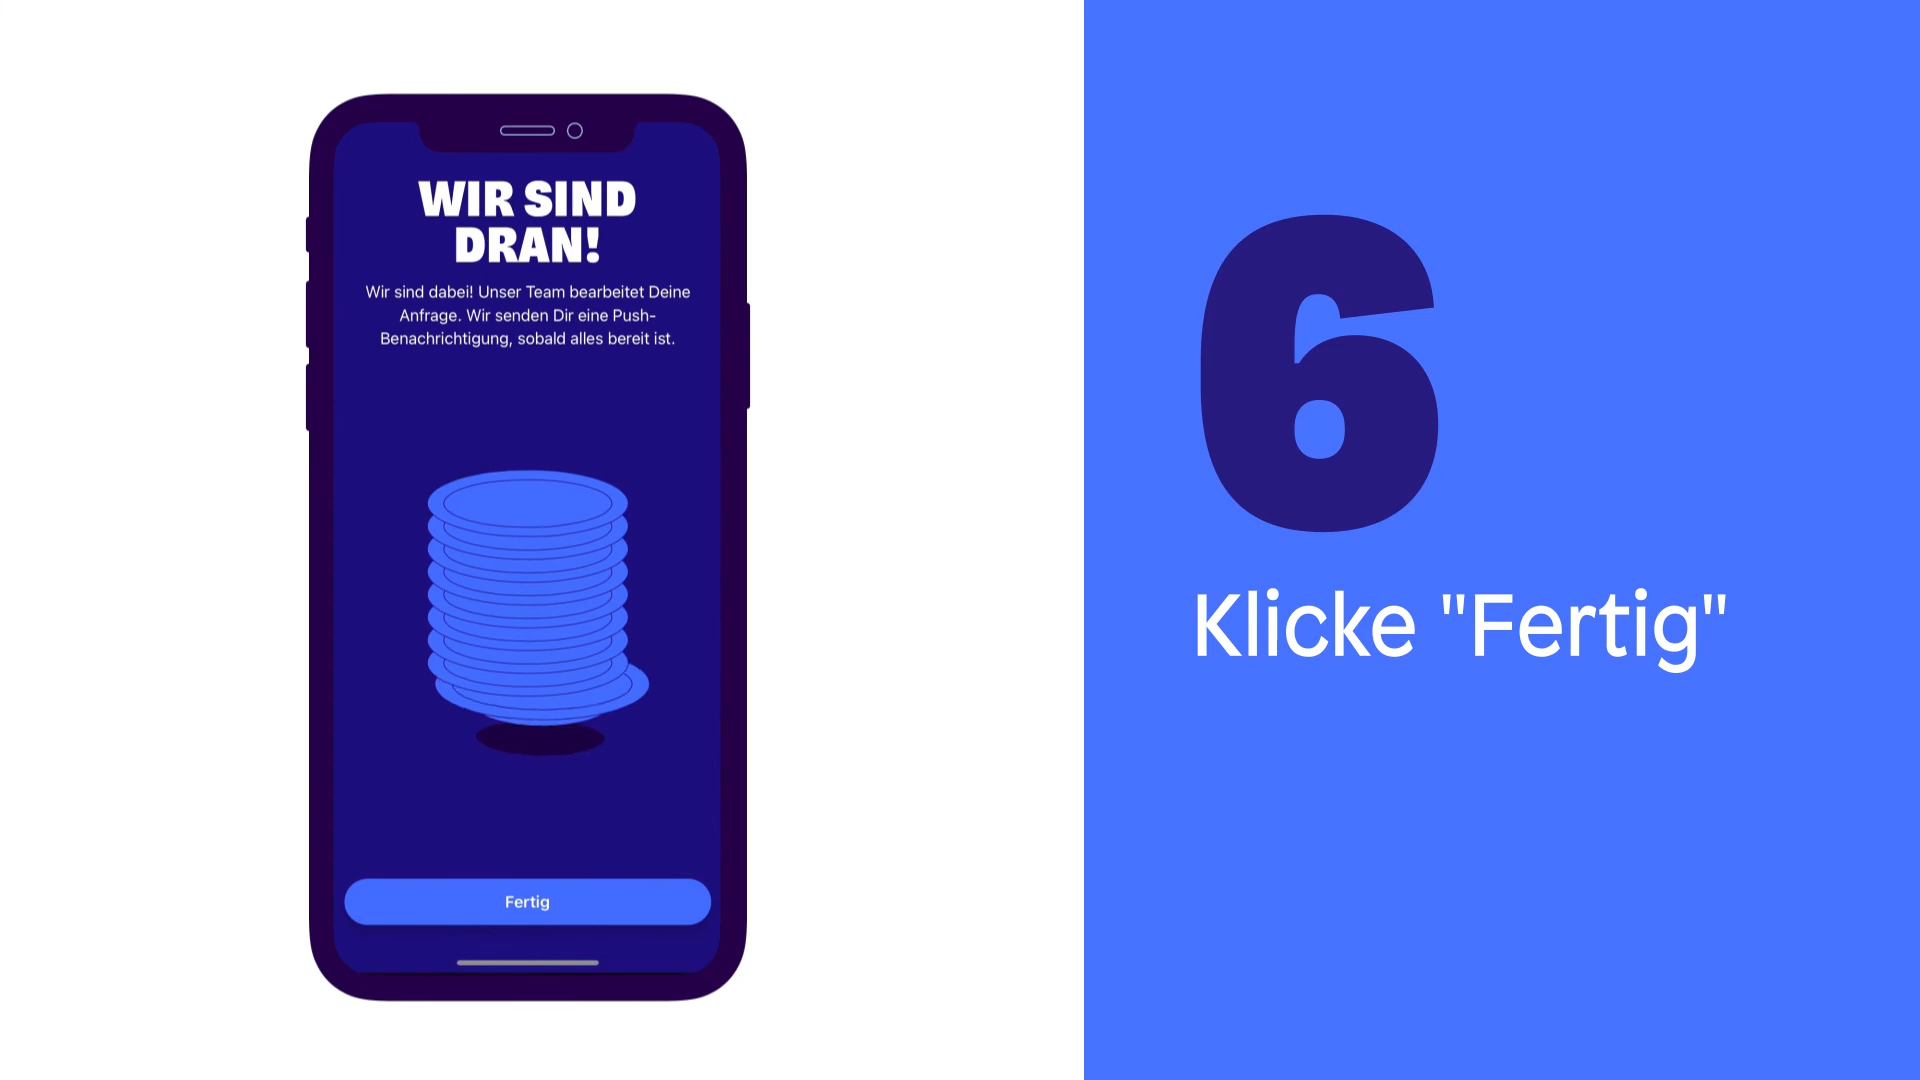 WIR SIND
DRAN!
Wir sind dabei! Unser Team bearbeitet Deine
Anfrage. Wir senden Dir eine Push-
Benachrichtigung, sobald alles bereit ist.
Fertig
6
Klicke "Fertig"